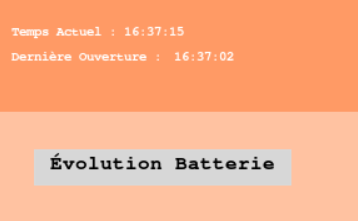 Temps Actuel : 16:37:15
Dernière Ouverture : 16:37:02
Évolution Batterie